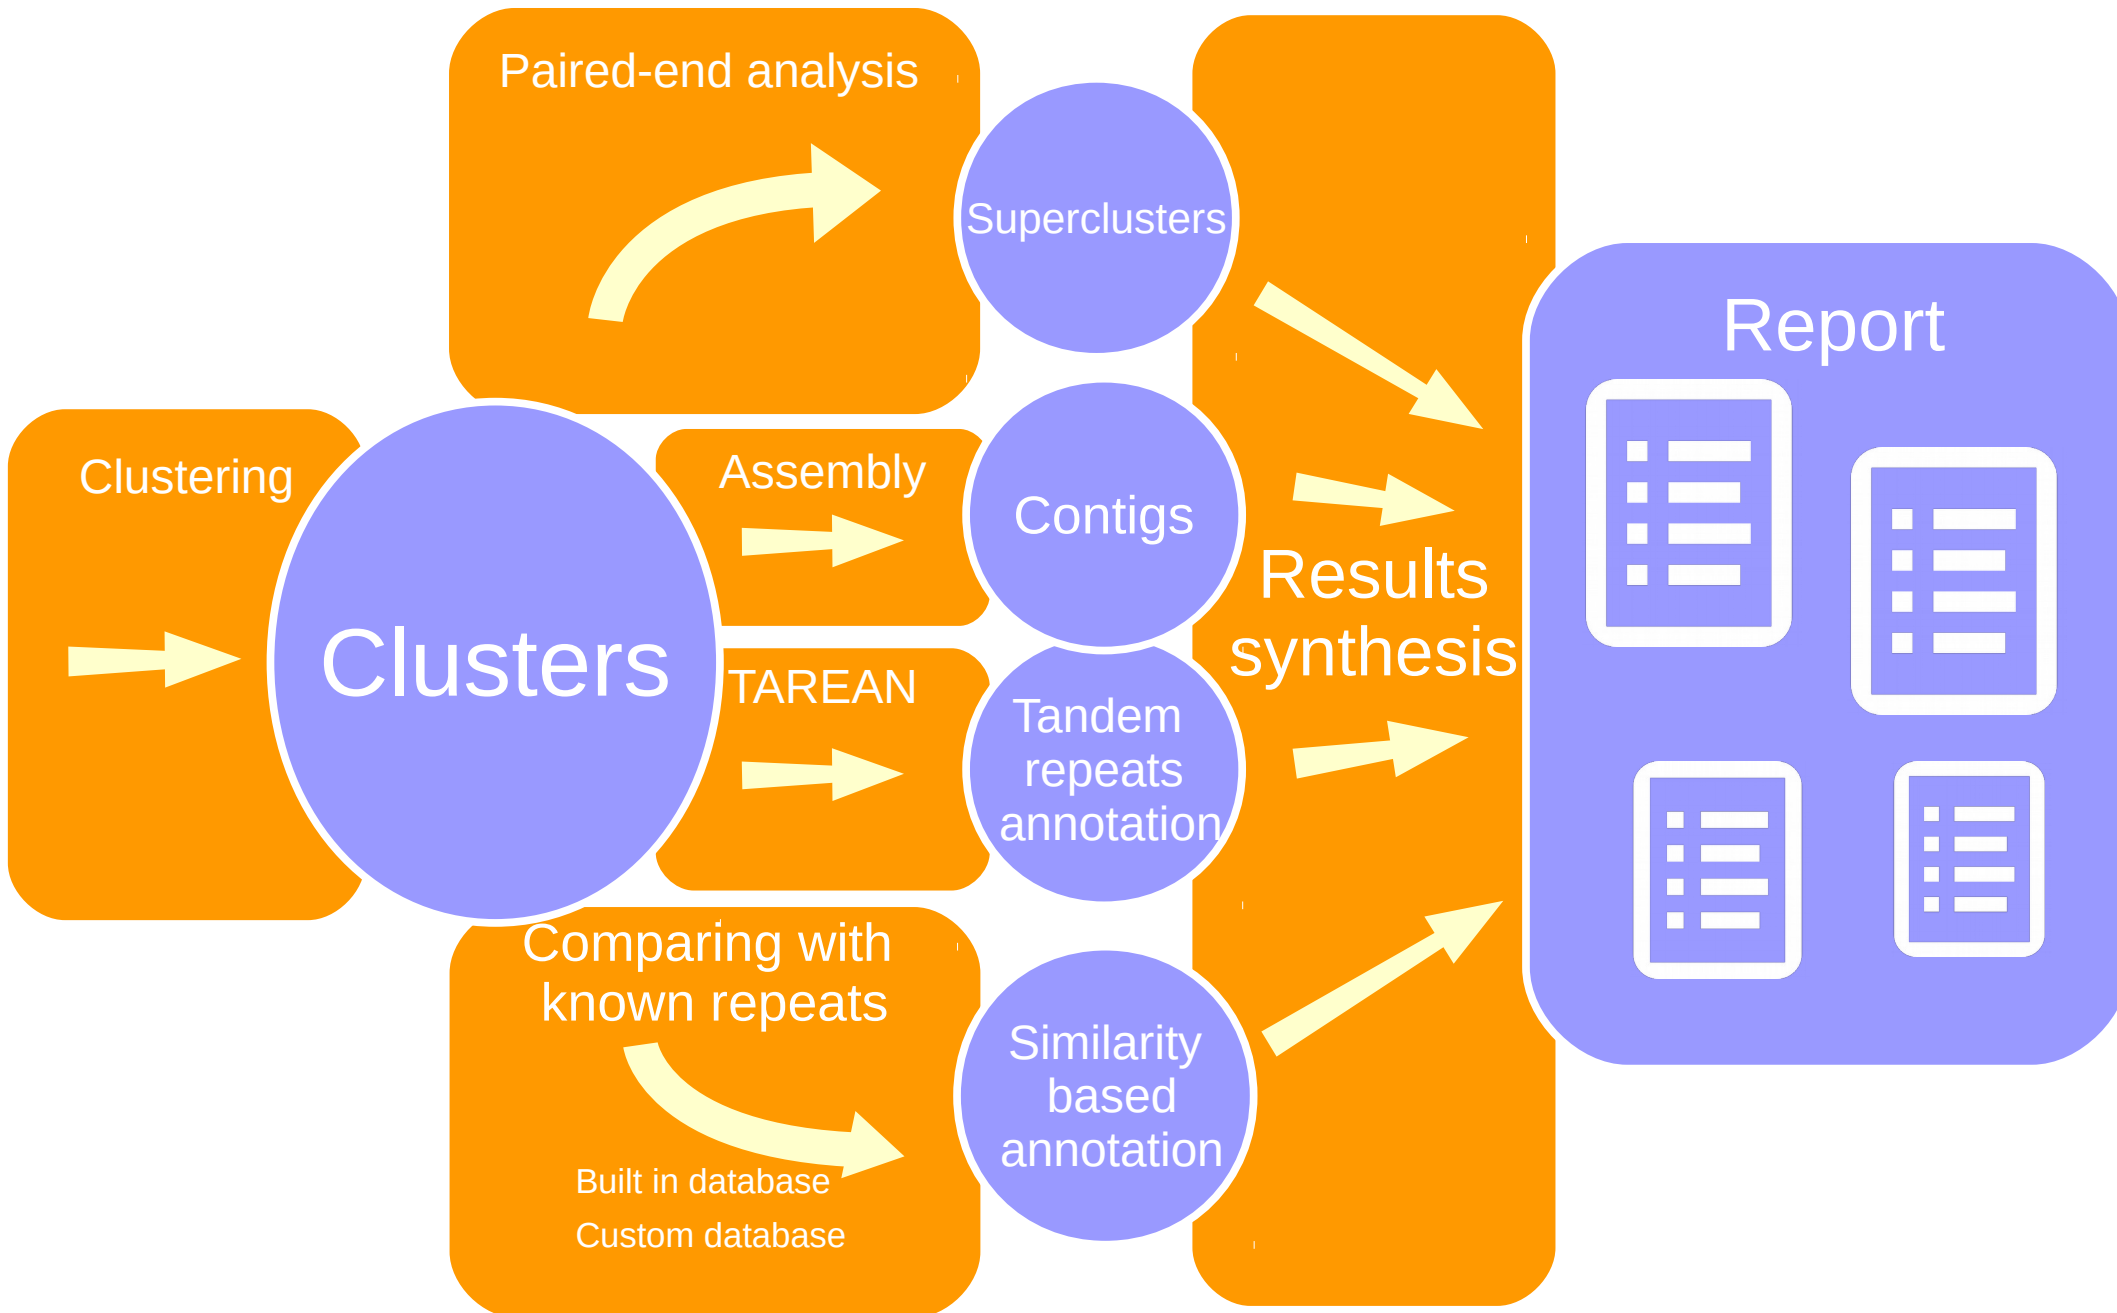 Paired-end analysis
Superclusters
Report
Clustering
Assembly
Contigs
Results
synthesis
Clusters
TAREAN
Tandem
repeats
annotation
Comparing with
known repeats
Similarity
based
annotation
Built in database
Custom database